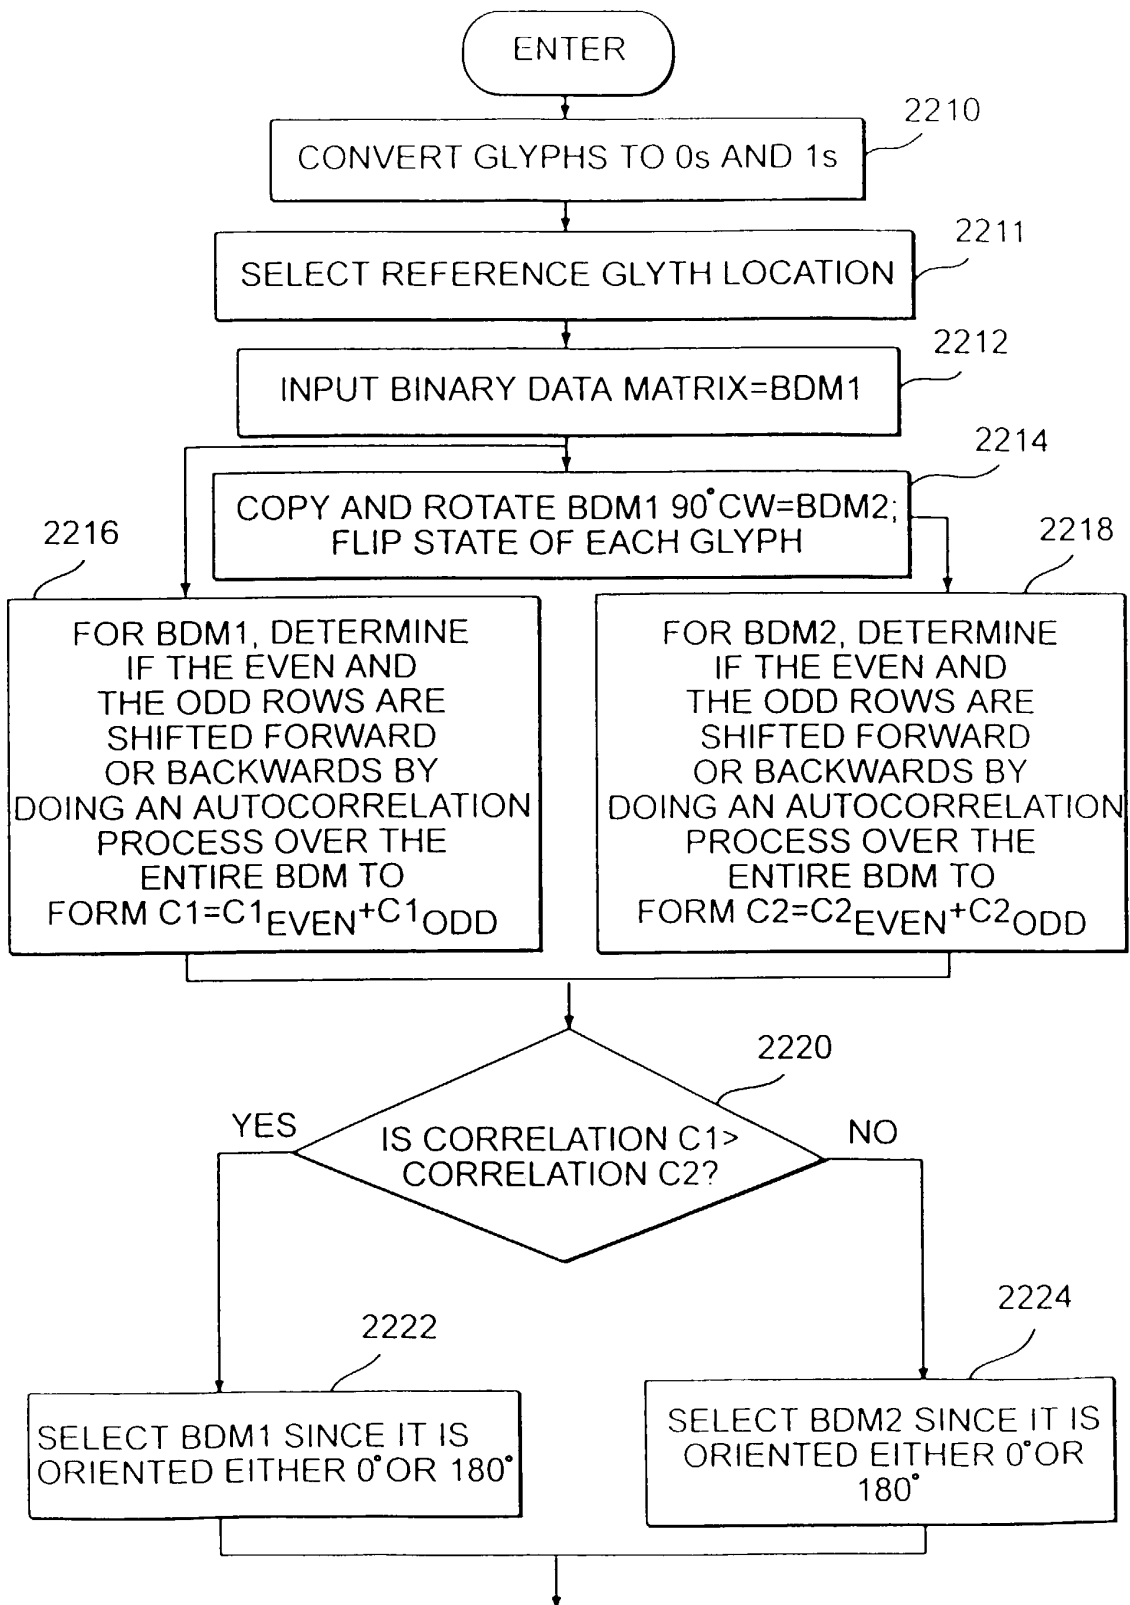 ENTER
2210
CONVERT GLYPHS TO 0s AND 1s
2211
SELECT REFERENCE GLYTH LOCATION
2212
INPUT BINARY DATA MATRIX=BDM1
2214
COPY AND ROTATE BDM1 90°CW=BDM2;
FLIP STATE OF EACH GLYPH
2216
FOR BDM1, DETERMINE
IF THE EVEN AND
THE ODD ROWS ARE
SHIFTED FORWARD
OR BACKWARDS BY
DOING AN AUTOCORRELATION
PROCESS OVER THE
ENTIRE BDM TO
FORM C1=C1EVEN+C1ODD
2218
FOR BDM2, DETERMINE
IF THE EVEN AND
THE ODD ROWS ARE
SHIFTED FORWARD
OR BACKWARDS BY
DOING AN AUTOCORRELATION
PROCESS OVER THE
ENTIRE BDM TO
FORM C2=C2EVEN+C2ODD
2220
YES
IS CORRELATION C1>
CORRELATION C2?
NO
2222
SELECT BDM1 SINCE IT IS
ORIENTED EITHER 0°OR 180°
2224
SELECT BDM2 SINCE IT IS
ORIENTED EITHER 0°OR
180°